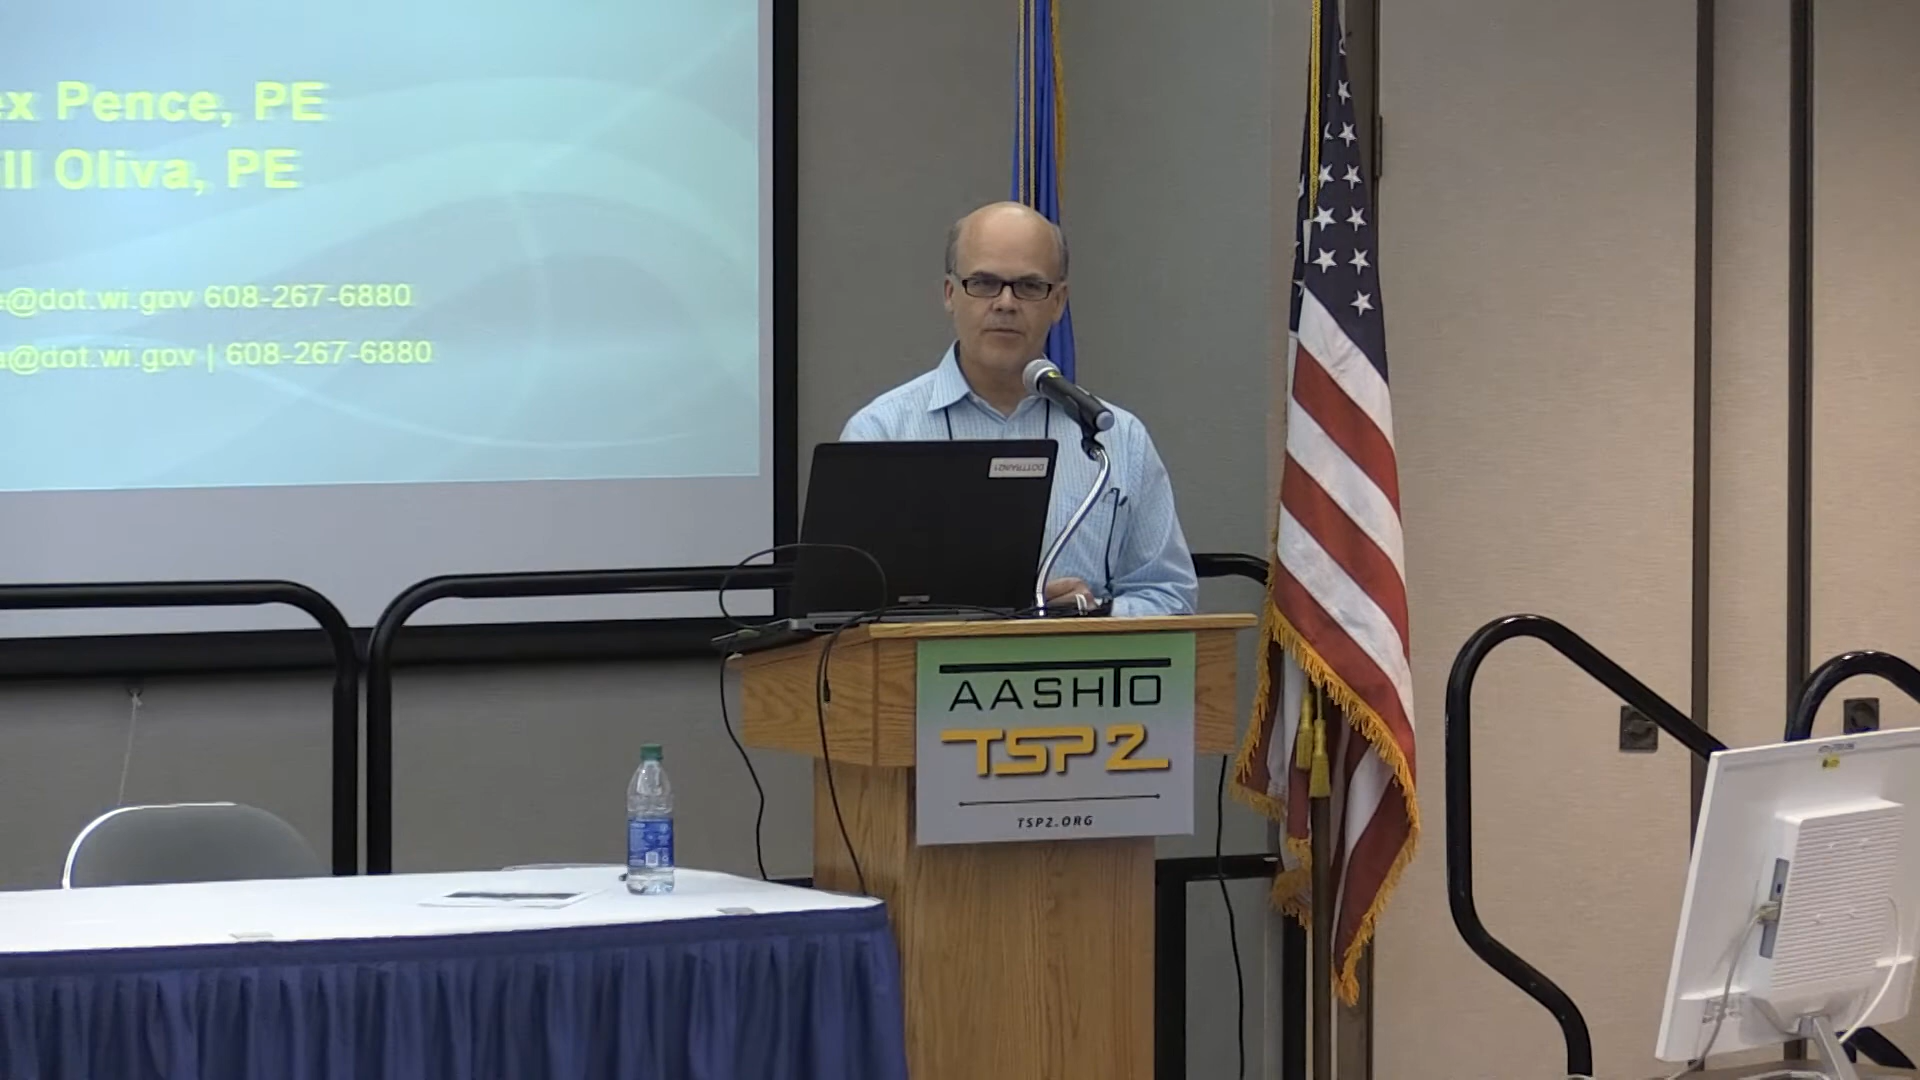 ex Pence, PE
ll Oliva, PE
e@dot.wi.gov 608-267-6880
a@dot.wi.gov | 608-267-6880
DOTTRAIN21
AASHTO
TSP2
TSP2.ORG